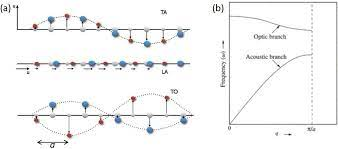 (a)
TA
LA
TO
a
(b)
Optic branch
Acoustic branch
Frequency (ω)
0
π/a